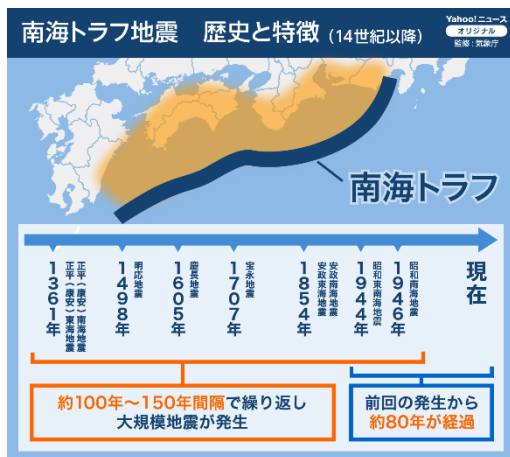 南海トラフ地震　歴史と特徴（14世紀以降）
Yahoo!ニュース
オリジナル
監修：気象庁
南海トラフ
1361年
正平（康安）東海地震
正平（康安）南海地震
1498年
明応地震
1605年
慶長地震
1707年
宝永地震
1854年
安政東海地震
安政南海地震
1944年
昭和東南海地震
1946年
昭和南海地震
現在
約100年～150年間隔で繰り返し
大規模地震が発生
前回の発生から
約80年が経過